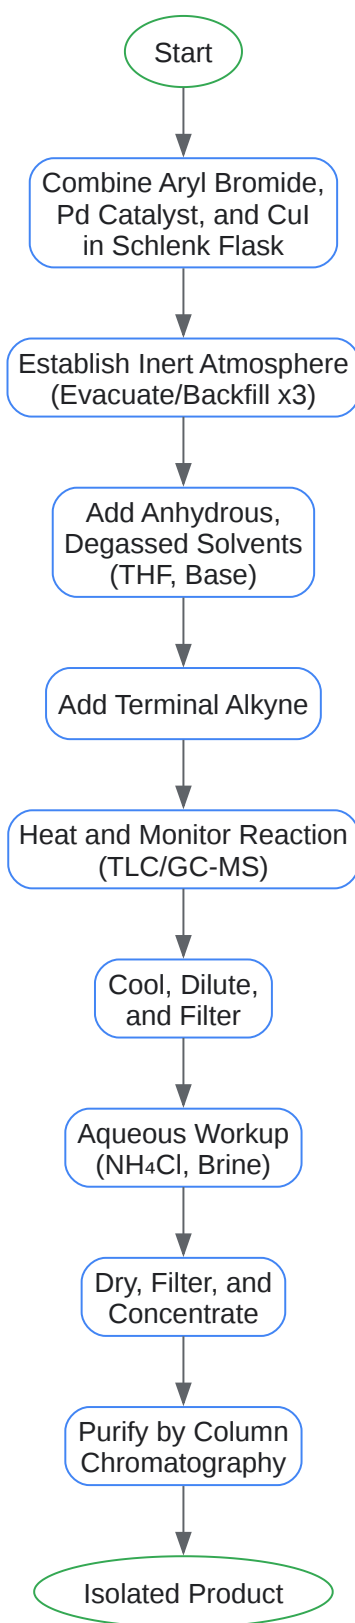 Start
Combine Aryl Bromide,
Pd Catalyst, and CuI
in Schlenk Flask
Establish Inert Atmosphere
(Evacuate/Backfill x3)
Add Anhydrous,
Degassed Solvents
(THF, Base)
Add Terminal Alkyne
Heat and Monitor Reaction
(TLC/GC-MS)
Cool, Dilute,
and Filter
Aqueous Workup
(NH₄Cl, Brine)
Dry, Filter, and
Concentrate
Purify by Column
Chromatography
Isolated Product